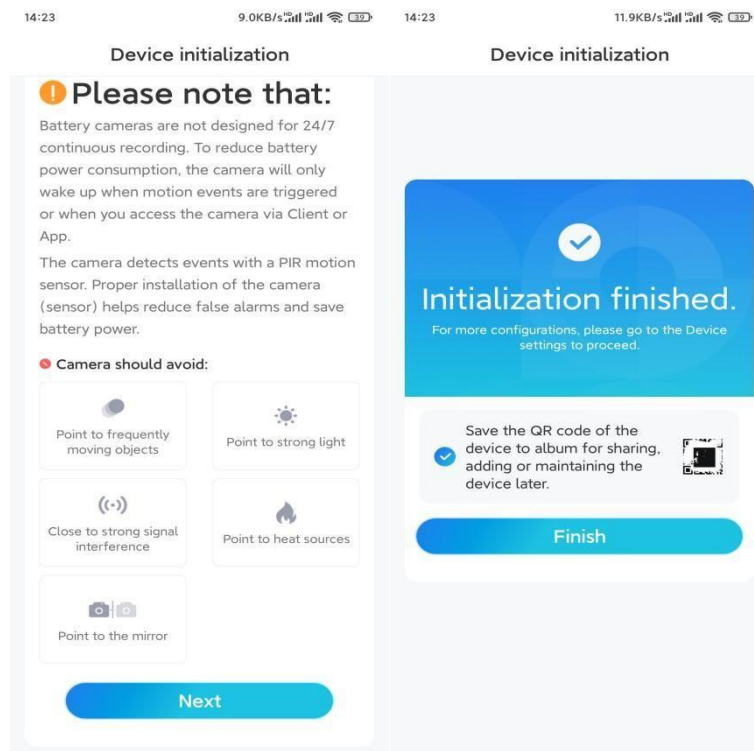 14:23
9.0KB/s
39
Device initialization
Please note that:
Battery cameras are not designed for 24/7
continuous recording. To reduce battery
power consumption, the camera will only
wake up when motion events are triggered
or when you access the camera via Client or
App.
The camera detects events with a PIR motion
sensor. Proper installation of the camera
(sensor) helps reduce false alarms and save
battery power.
Camera should avoid:
Point to frequently
moving objects
Point to strong light
Close to strong signal
interference
Point to heat sources
Point to the mirror
Next
14:23
11.9KB/s
39
Device initialization
Initialization finished.
For more configurations, please go to the Device
settings to proceed.
Save the QR code of the
device to album for sharing,
adding or maintaining the
device later.
Finish